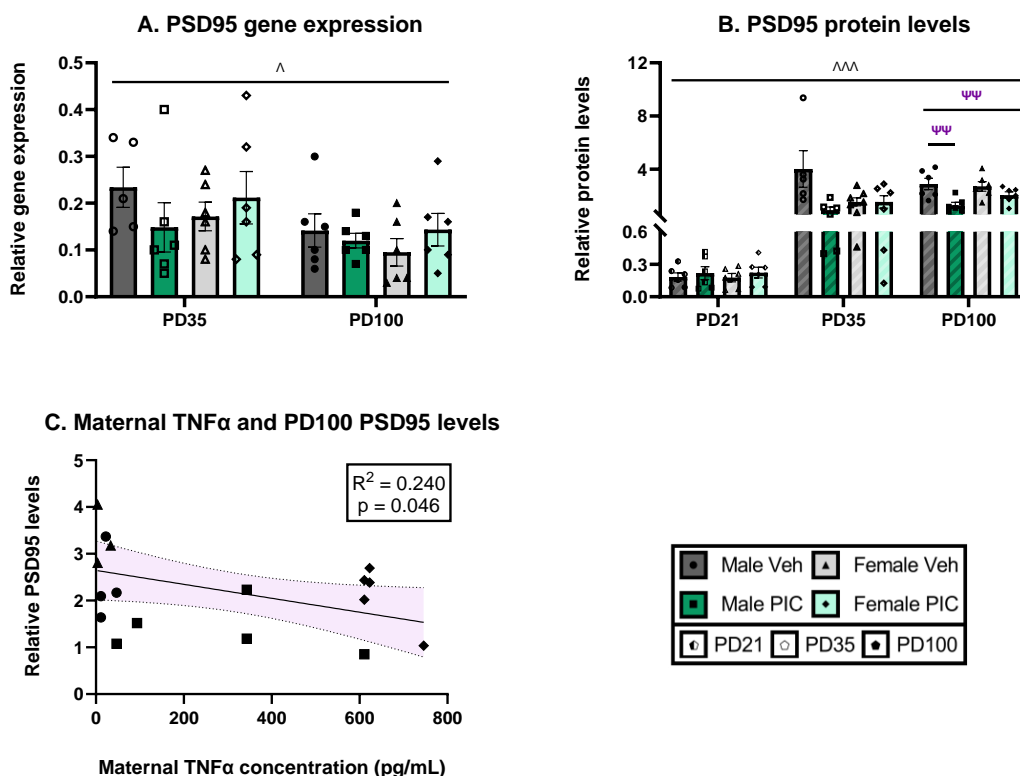 A. PSD95 gene expression
Relative gene expression
0.5
0.4
0.3
0.2
0.1
0.0
^
PD35
PD100
B. PSD95 protein levels
Relative protein levels
12
8
4
0.6
0.3
0.0
^^^
ΨΨ
ΨΨ
PD21
PD35
PD100
C. Maternal TNFα and PD100 PSD95 levels
Relative PSD95 levels
5
4
3
2
1
0
R² = 0.240
p = 0.046
0
200
400
600
800
Maternal TNFα concentration (pg/mL)
Male Veh
Female Veh
Male PIC
Female PIC
PD21
PD35
PD100